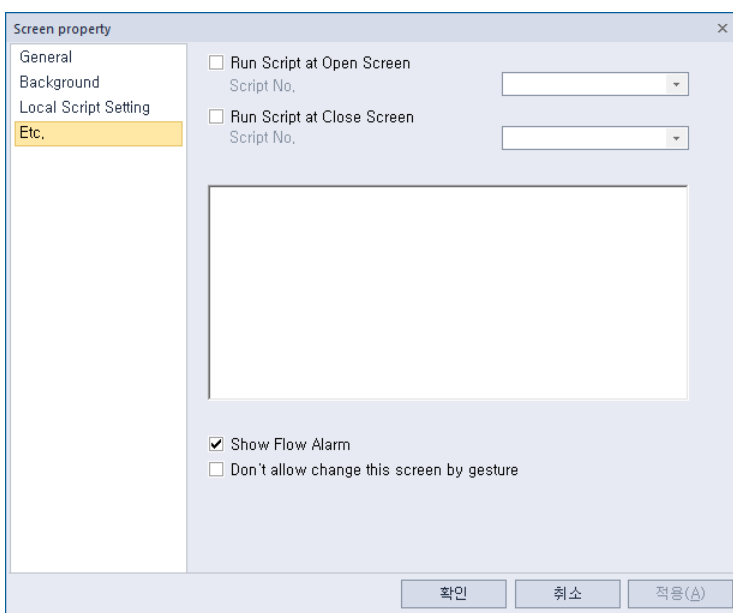 Screen property
General
Background
Local Script Setting
Etc.
Run Script at Open Screen
Script No.
Run Script at Close Screen
Script No.
Show Flow Alarm
Don't allow change this screen by gesture
확인
취소
적용(A)